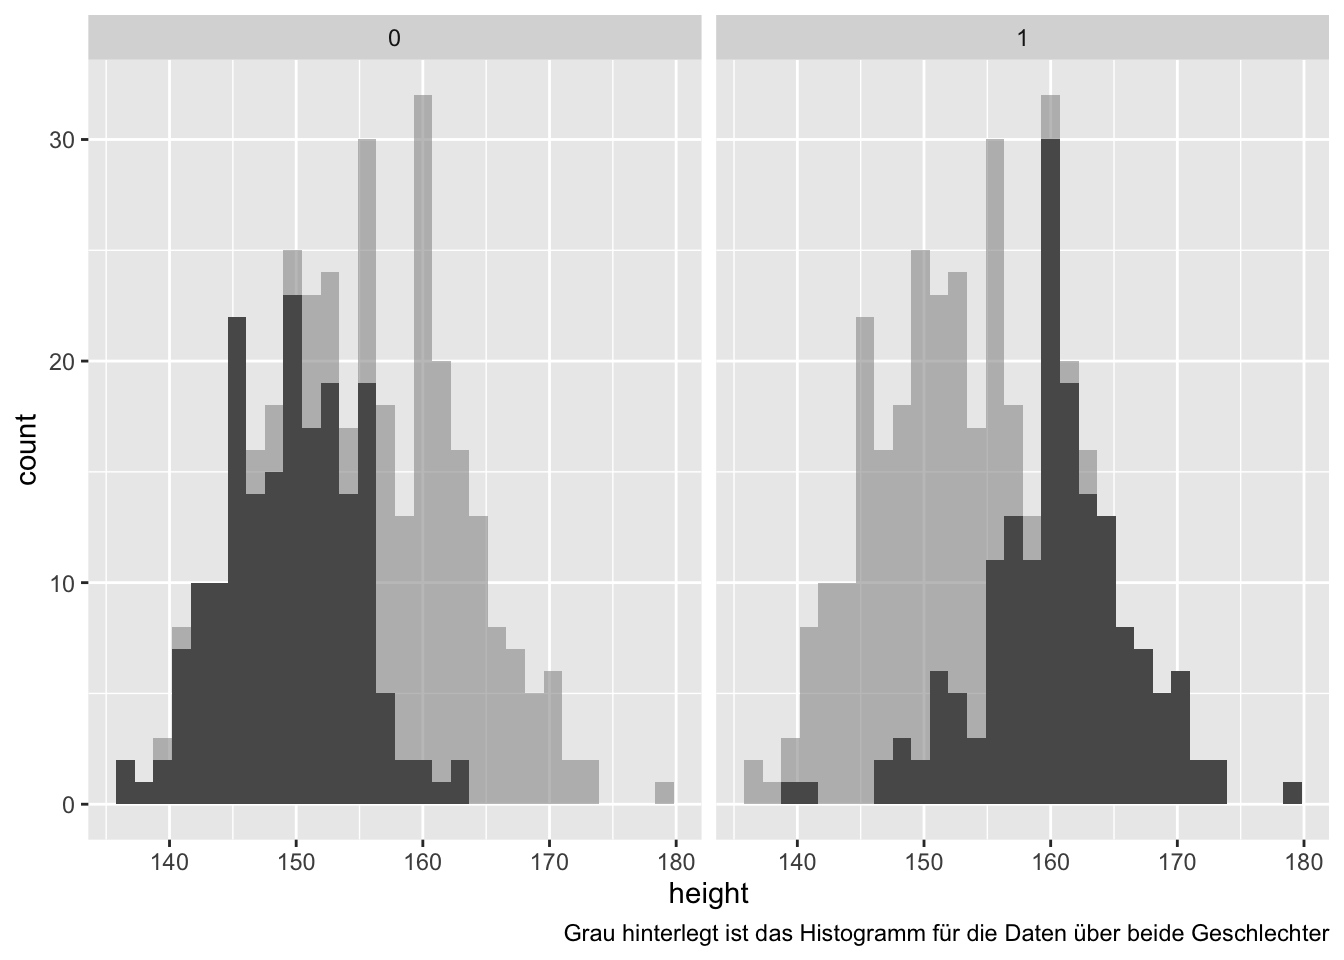 0 1
30
20
10
0
count
140 150 160 170 180 140 150 160 170 180
height
Grau hinterlegt ist das Histogramm für die Daten über beide Geschlechter